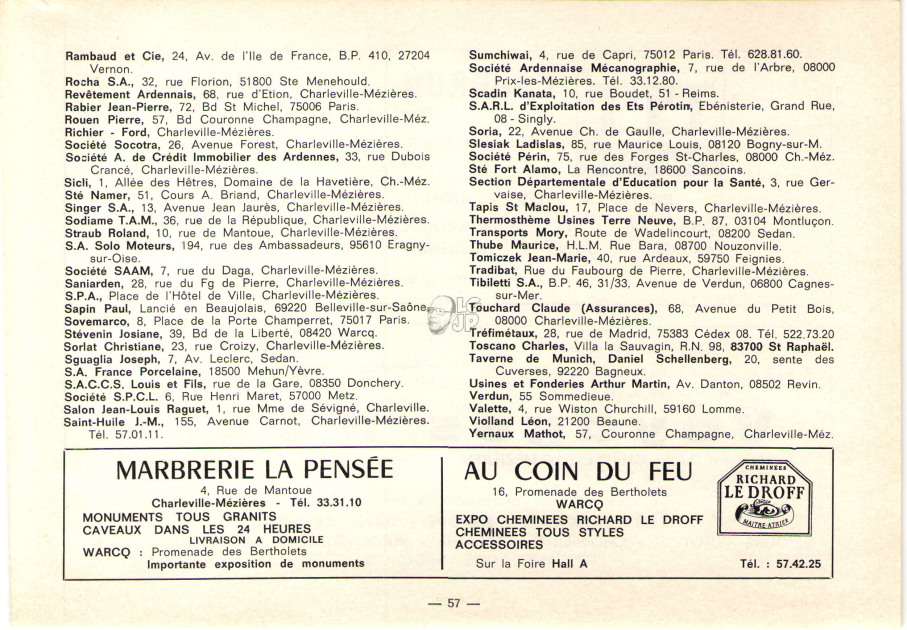 Rambaud et Cie, 24, Av. de l'Ile de France, B.P. 410, 27204
Vernon.
Rocha S.A., 32, rue Florion, 51800 Ste Menehould.
Revêtement Ardennais, 68, rue d'Etion, Charleville-Mézières.
Rabier Jean-Pierre, 72, Bd St Michel, 75006 Paris.
Rouen Pierre, 57, Bd Couronne Champagne, Charleville-Méz.
Richier - Ford, Charleville-Mézières.
Société Socotra, 26, Avenue Forest, Charleville-Mézières.
Société A. de Crédit Immobilier des Ardennes, 33, rue Dubois
Crancé, Charleville-Mézières.
Sicli, 1, Allée des Hêtres, Domaine de la Havetière, Ch.-Méz.
Sté Namer, 51, Cours A. Briand, Charleville-Mézières.
Singer S.A., 13, Avenue Jean Jaurès, Charleville-Mézières.
Sodiame T.A.M., 36, rue de la République, Charleville-Mézières.
Straub Roland, 10, rue de Mantoue, Charleville-Mézières.
S.A. Solo Moteurs, 194, rue des Ambassadeurs, 95610 Eragny-
sur-Oise.
Société SAAM, 7, rue du Daga, Charleville-Mézières.
Saniarden, 28, rue du Fg de Pierre, Charleville-Mézières.
S.P.A., Place de l'Hôtel de Ville, Charleville-Mézières.
Sapin Paul, Lancié en Beaujolais, 69220 Belleville-sur-Saône.
Sovemarco, 8, Place de la Porte Champerret, 75017 Paris.
Stévenin Josiane, 39, Bd de la Liberté, 08420 Warcq.
Sorlat Christiane, 23, rue Croizy, Charleville-Mézières.
Sguaglia Joseph, 7, Av. Leclerc, Sedan.
S.A. France Porcelaine, 18500 Mehun/Yèvre.
S.A.C.C.S. Louis et Fils, rue de la Gare, 08350 Donchery.
Société S.P.C.L. 6, Rue Henri Maret, 57000 Metz.
Salon Jean-Louis Raguet, 1, rue Mme de Sévigné, Charleville.
Saint-Huile J.-M., 155, Avenue Carnot, Charleville-Mézières.
Tél. 57.01.11.
Sumchiwai, 4, rue de Capri, 75012 Paris. Tél. 628.81.60.
Société Ardennaise Mécanographie, 7, rue de l'Arbre, 08000
Prix-les-Mézières. Tél. 33.12.80.
Scadin Kanata, 10, rue Boudet, 51 - Reims.
S.A.R.L. d'Exploitation des Ets Pérotin, Ebénisterie, Grand Rue,
08 - Singly.
Soria, 22, Avenue Ch. de Gaulle, Charleville-Mézières.
Slesiak Ladislas, 85, rue Maurice Louis, 08120 Bogny-sur-M.
Société Périn, 75, rue des Forges St-Charles, 08000 Ch.-Méz.
Sté Fort Alamo, La Rencontre, 18600 Sancoins.
Section Départementale d'Education pour la Santé, 3, rue Ger-
vaise, Charleville-Mézières.
Tapis St Maclou, 17, Place de Nevers, Charleville-Mézières.
Thermosthème Usines Terre Neuve, B.P. 87, 03104 Montluçon.
Transports Mory, Route de Wadelincourt, 08200 Sedan.
Thube Maurice, H.L.M. Rue Bara, 08700 Nouzonville.
Tomiczek Jean-Marie, 40, rue Ardeaux, 59750 Feignies.
Tradibat, Rue du Faubourg de Pierre, Charleville-Mézières.
Tibiletti S.A., B.P. 46, 31/33, Avenue de Verdun, 06800 Cagnes-
sur-Mer.
Touchard Claude (Assurances), 68, Avenue du Petit Bois,
08000 Charleville-Mézières.
Tréfimétaux, 28, rue de Madrid, 75383 Cédex 08. Tél. 522.73.20
Toscano Charles, Villa la Sauvagin, R.N. 98, 83700 St Raphaël.
Taverne de Munich, Daniel Schellenberg, 20, sente des
Cuverses, 92220 Bagneux.
Usines et Fonderies Arthur Martin, Av. Danton, 08502 Revin.
Verdun, 55 Sommedieue.
Valette, 4, rue Wiston Churchill, 59160 Lomme.
Violland Léon, 21200 Beaune.
Yernaux Mathot, 57, Couronne Champagne, Charleville-Méz.
LG
JP
MARBRERIE LA PENSÉE
4, Rue de Mantoue
Charleville-Mézières - Tél. 33.31.10
MONUMENTS TOUS GRANITS
CAVEAUX DANS LES 24 HEURES
LIVRAISON A DOMICILE
WARCQ : Promenade des Bertholets
Importante exposition de monuments
AU COIN DU FEU
16, Promenade des Bertholets
WARCQ
EXPO CHEMINEES RICHARD LE DROFF
CHEMINEES TOUS STYLES
ACCESSOIRES
Sur la Foire Hall A
Tél. : 57.42.25
CHEMINEES
RICHARD
LE DROFF
MAITRE-ATRIER
— 57 —